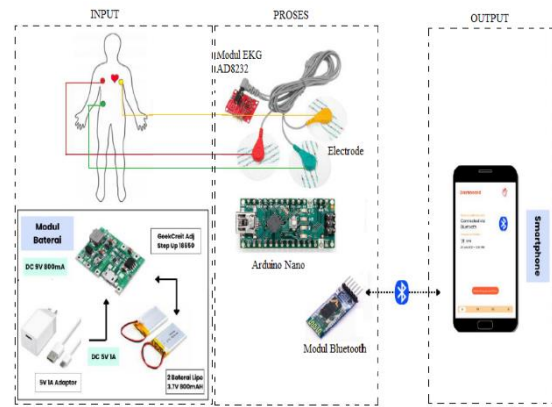 INPUT
PROSES
OUTPUT
Modul EKG
AD8232
Electrode
Modul
Baterai
GeekCreit Adj
Step Up 18650
DC 9V 800mA
DC 5V 1A
5V 1A Adaptor
2 Baterai Lipo
3.7V 800mAH
Arduino Nano
Modul Bluetooth
Smartphone
Bluetooth